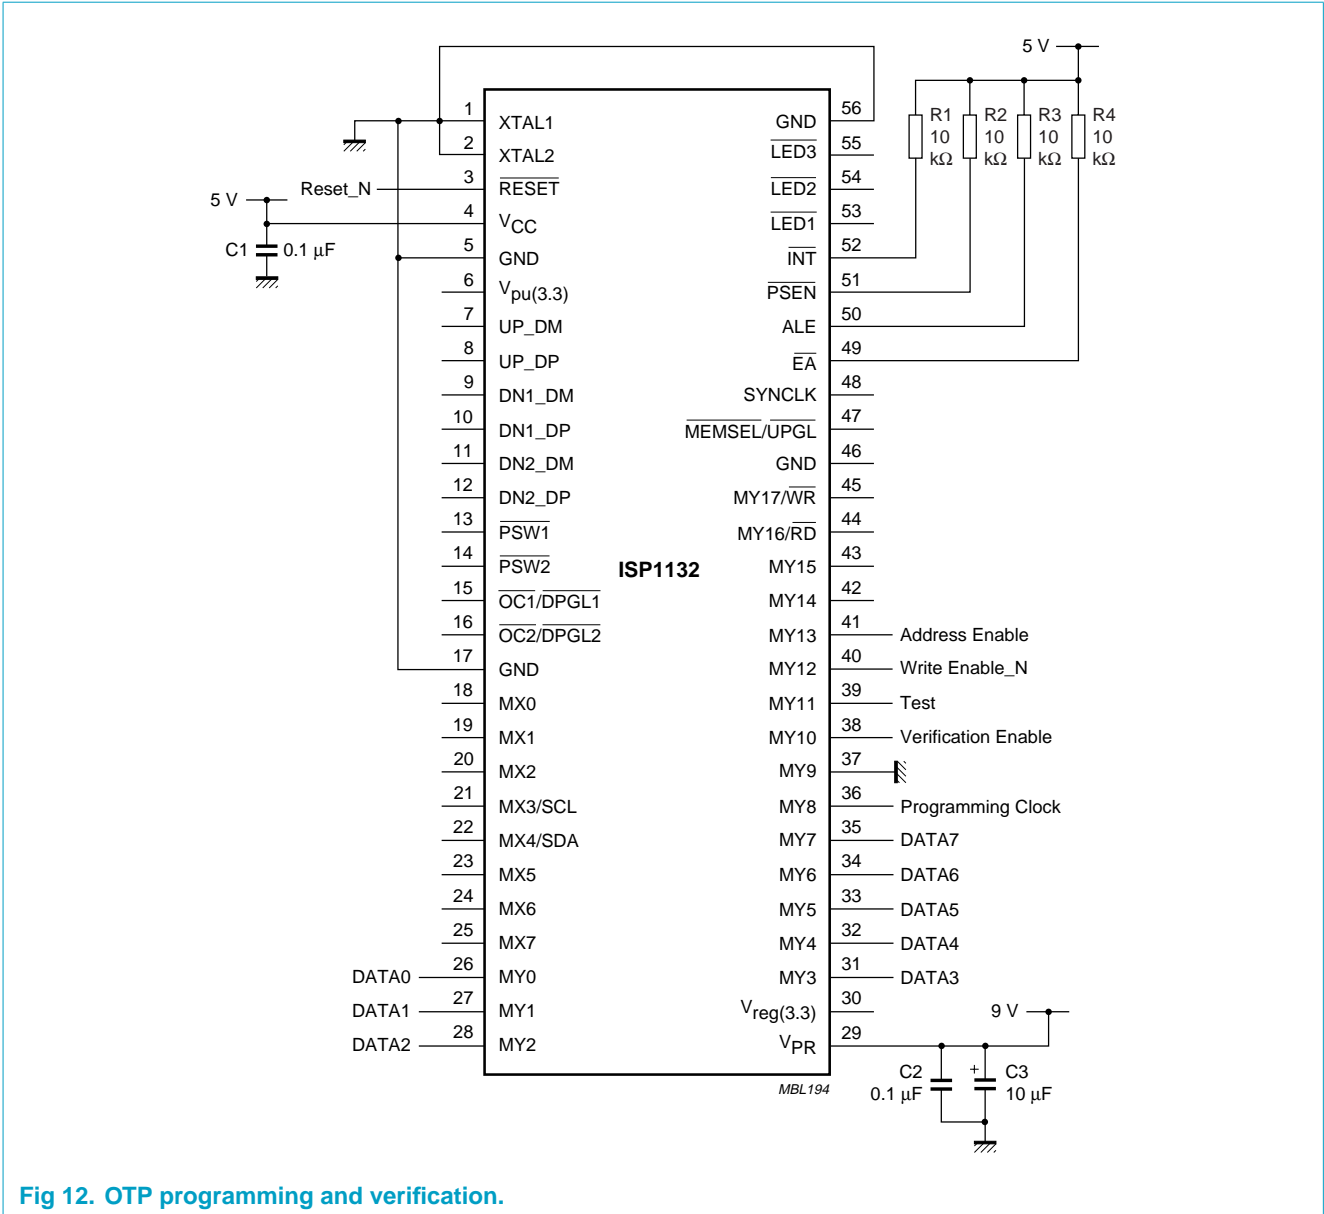 5 V
1 XTAL1
2 XTAL2
Reset_N 3 RESET
5 V
4 VCC
C1 0.1 μF
5 GND
6 Vpu(3.3)
7 UP_DM
8 UP_DP
9 DN1_DM
10 DN1_DP
11 DN2_DM
12 DN2_DP
13 PSW1
14 PSW2
15 OC1/DPGL1
16 OC2/DPGL2
17 GND
18 MX0
19 MX1
20 MX2
21 MX3/SCL
22 MX4/SDA
23 MX5
24 MX6
25 MX7
DATA0 26 MY0
DATA1 27 MY1
DATA2 28 MY2
ISP1132
GND 56
LED3 55
LED2 54
LED1 53
INT 52
PSEN 51
ALE 50
EA 49
SYNCLK 48
MEMSEL/UPGL 47
GND 46
MY17/WR 45
MY16/RD 44
MY15 43
MY14 42
MY13 41 Address Enable
MY12 40 Write Enable_N
MY11 39 Test
MY10 38 Verification Enable
MY9 37
MY8 36 Programming Clock
MY7 35 DATA7
MY6 34 DATA6
MY5 33 DATA5
MY4 32 DATA4
MY3 31 DATA3
Vreg(3.3) 30
VPR 29
R1 10 kΩ
R2 10 kΩ
R3 10 kΩ
R4 10 kΩ
9 V
C2 0.1 μF
+ C3 10 μF
MBL194
Fig 12. OTP programming and verification.